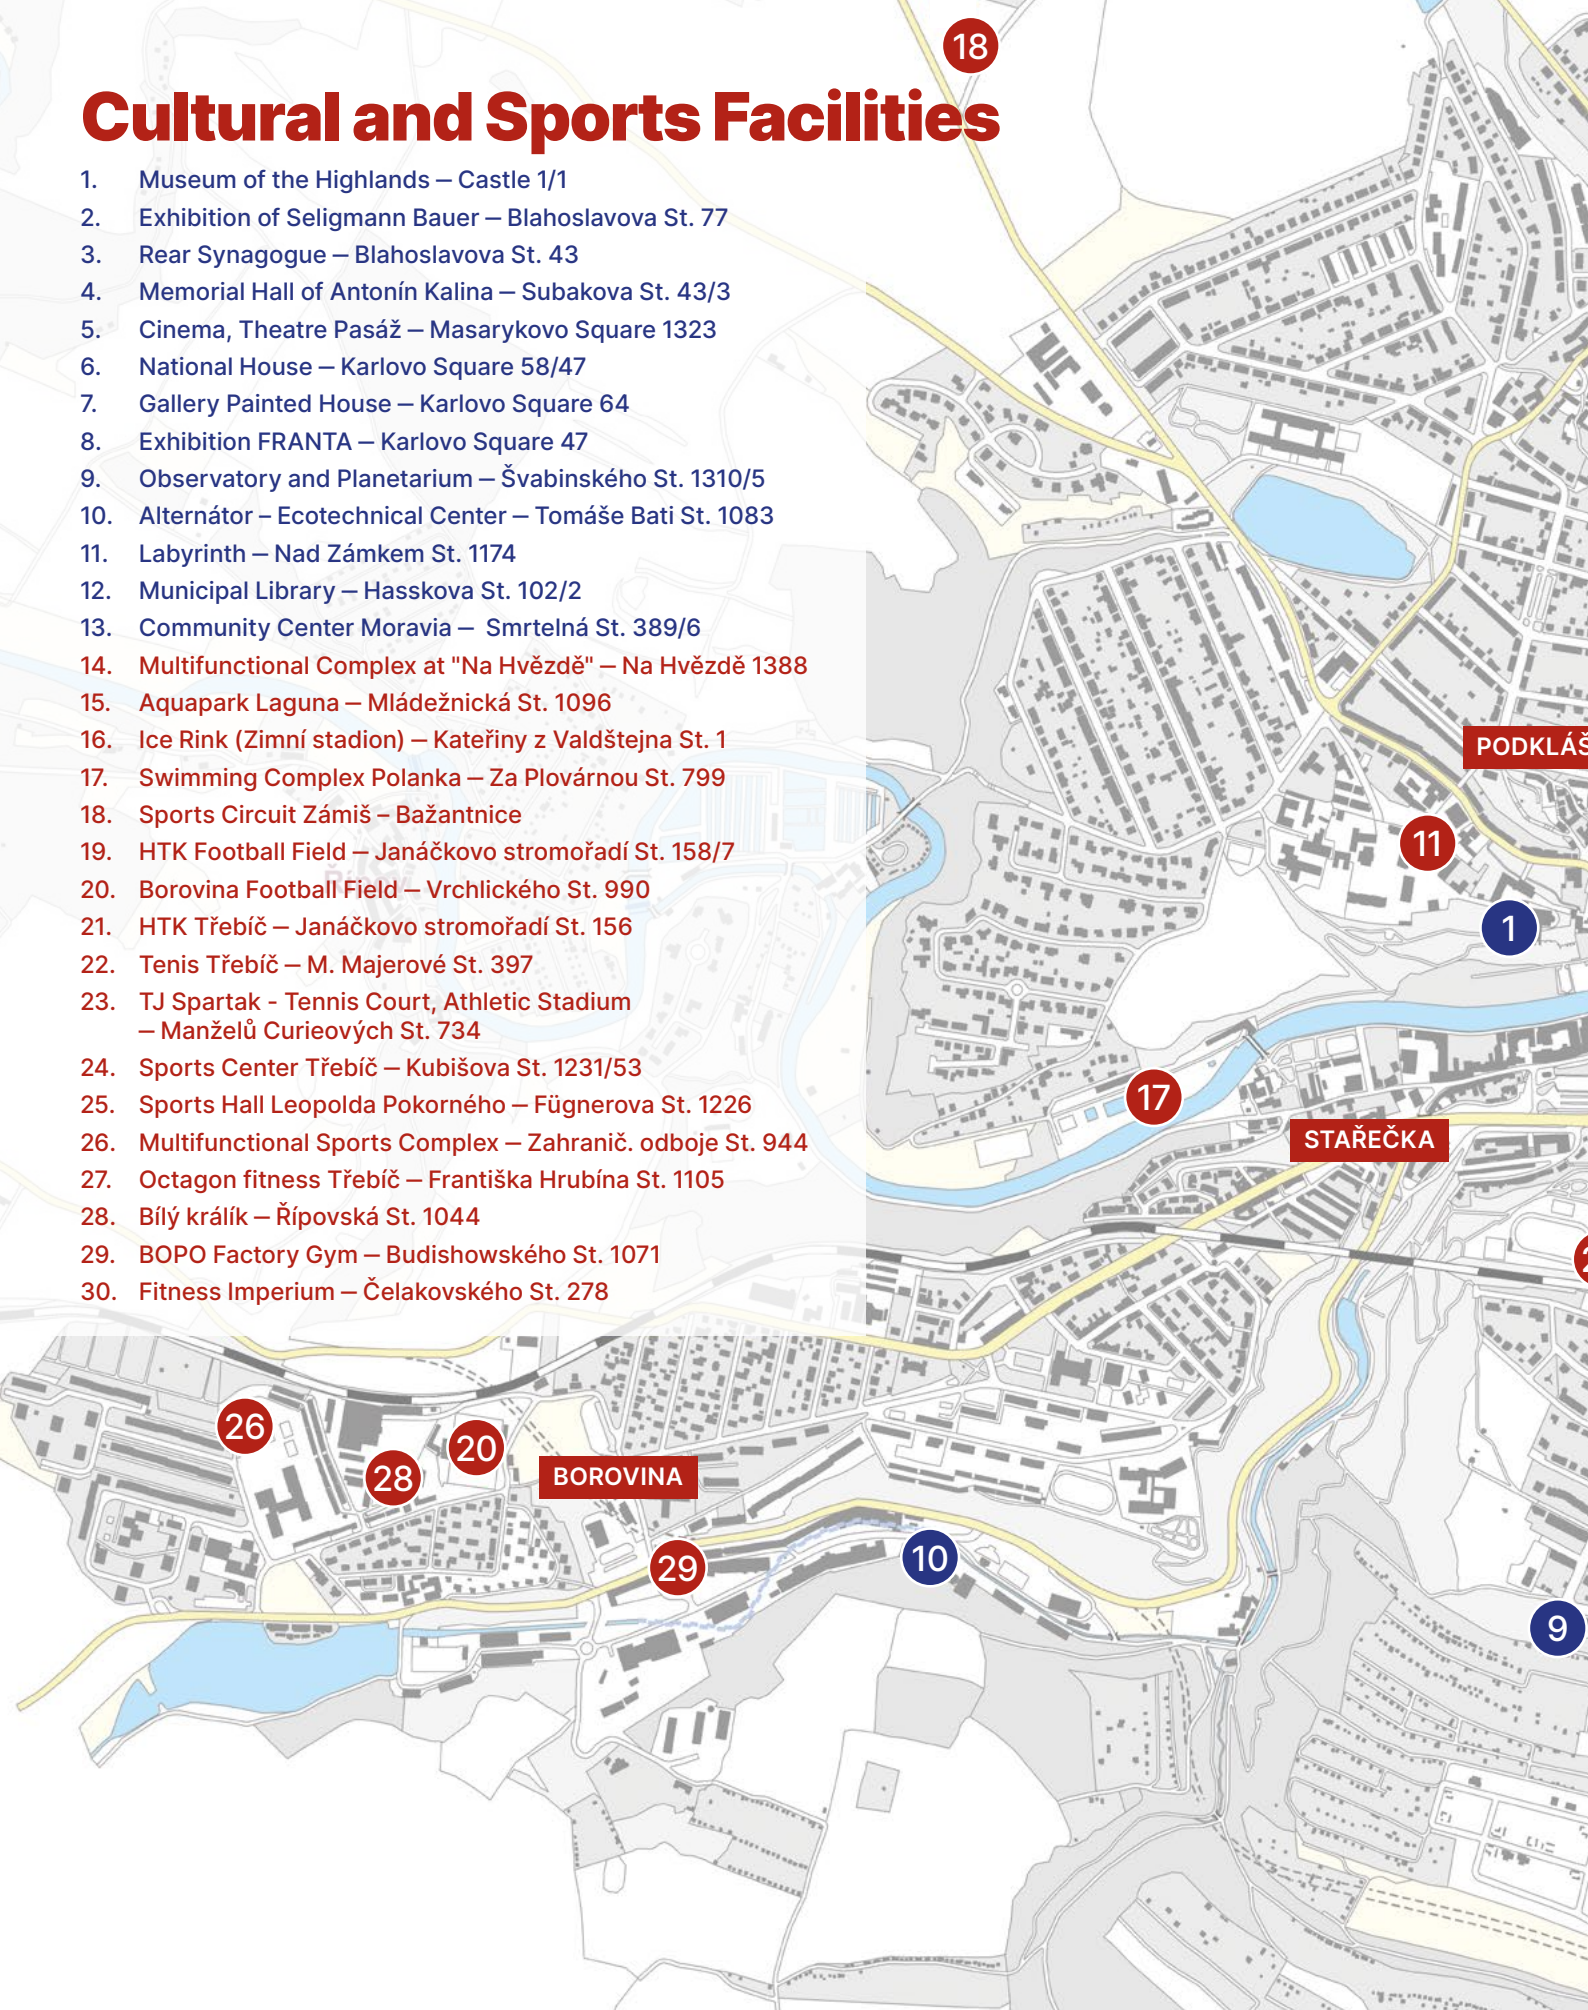 18
Cultural and Sports Facilities
1. Museum of the Highlands – Castle 1/1
2. Exhibition of Seligmann Bauer – Blahoslavova St. 77
3. Rear Synagogue – Blahoslavova St. 43
4. Memorial Hall of Antonín Kalina – Subakova St. 43/3
5. Cinema, Theatre Pasáž – Masarykovo Square 1323
6. National House – Karlovo Square 58/47
7. Gallery Painted House – Karlovo Square 64
8. Exhibition FRANTA – Karlovo Square 47
9. Observatory and Planetarium – Švabinského St. 1310/5
10. Alternátor – Ecotechnical Center – Tomáše Bati St. 1083
11. Labyrinth – Nad Zámkem St. 1174
12. Municipal Library – Hasskova St. 102/2
13. Community Center Moravia – Smrtelná St. 389/6
14. Multifunctional Complex at "Na Hvězdě" – Na Hvězdě 1388
15. Aquapark Laguna – Mládežnická St. 1096
16. Ice Rink (Zimní stadion) – Kateřiny z Valdštejna St. 1
17. Swimming Complex Polanka – Za Plovárnou St. 799
18. Sports Circuit Zámiš – Bažantnice
19. HTK Football Field – Janáčkovo stromořadí St. 158/7
20. Borovina Football Field – Vrchlického St. 990
21. HTK Třebíč – Janáčkovo stromořadí St. 156
22. Tenis Třebíč – M. Majerové St. 397
23. TJ Spartak - Tennis Court, Athletic Stadium
– Manželů Curieových St. 734
24. Sports Center Třebíč – Kubišova St. 1231/53
25. Sports Hall Leopolda Pokorného – Fügnerova St. 1226
26. Multifunctional Sports Complex – Zahranič. odboje St. 944
27. Octagon fitness Třebíč – Františka Hrubína St. 1105
28. Bílý králík – Řípovská St. 1044
29. BOPO Factory Gym – Budishowského St. 1071
30. Fitness Imperium – Čelakovského St. 278
PODKLÁŠ
11
1
17
STAŘEČKA
26
20
28
BOROVINA
29
10
9